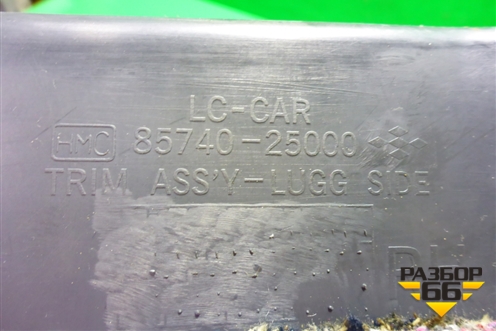 LC-CAR
HMC 85740-25000
TRIM ASS'Y-LUGG SIDE
РАЗБОР
66